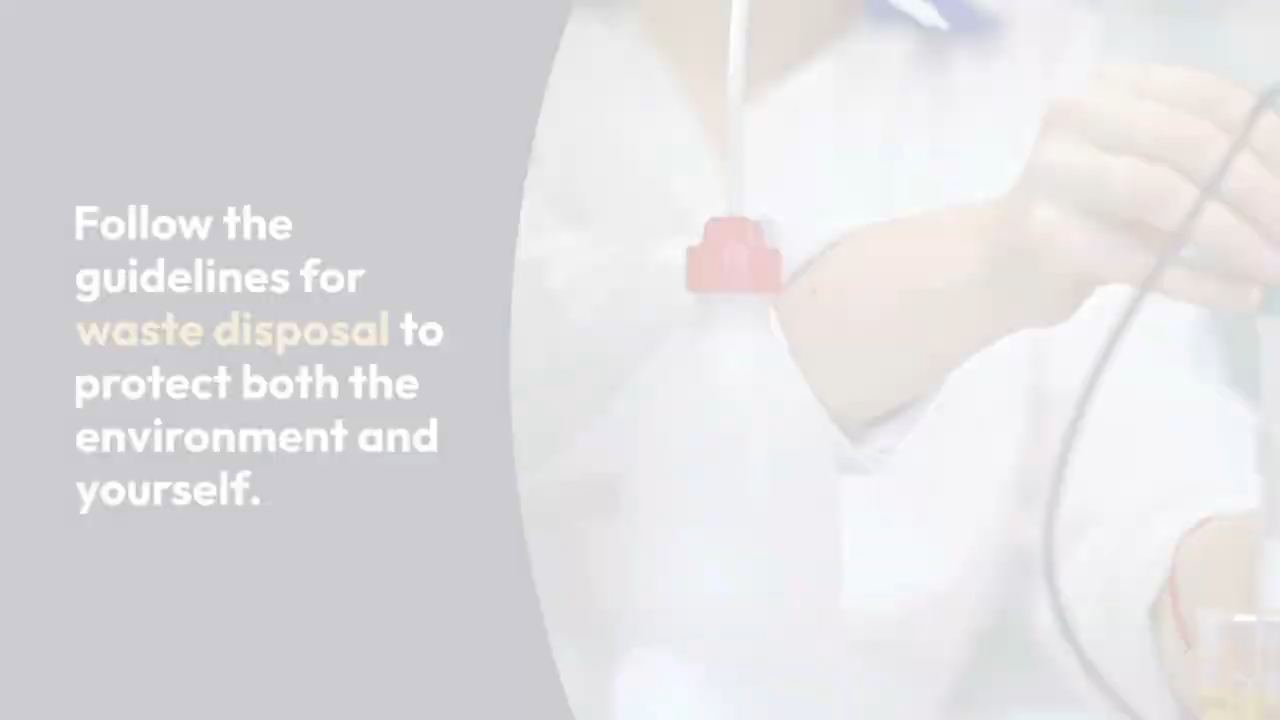 Follow the
guidelines for
waste disposal to
protect both the
environment and
yourself.